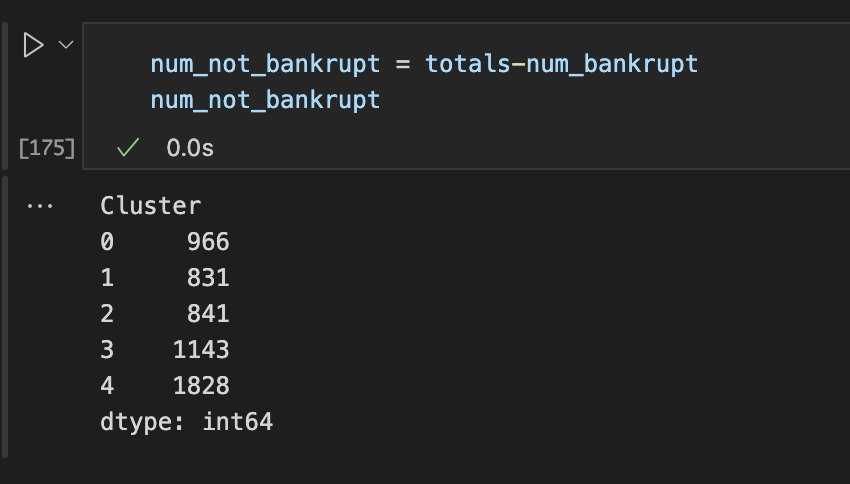 num_not_bankrupt = totals-num_bankrupt
num_not_bankrupt
[175]
0.0s
...
Cluster
0 966
1 831
2 841
3 1143
4 1828
dtype: int64